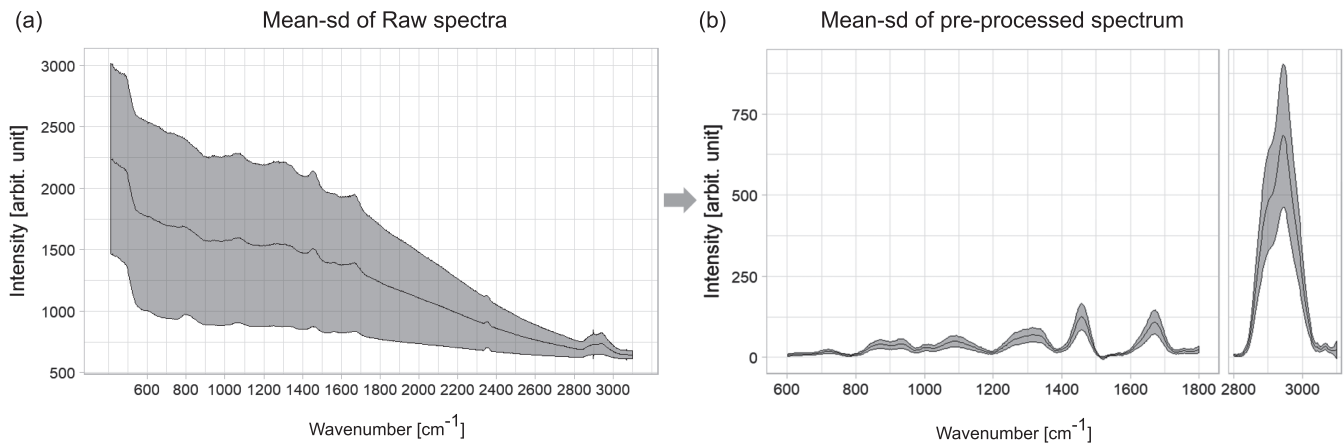 (a) Mean-sd of Raw spectra
Intensity [arbit. unit]
3000
2500
2000
1500
1000
500
600 800 1000 1200 1400 1600 1800 2000 2200 2400 2600 2800 3000
Wavenumber [cm-1]
(b) Mean-sd of pre-processed spectrum
Intensity [arbit. unit]
750
500
250
0
600 800 1000 1200 1400 1600 1800 2800 3000
Wavenumber [cm-1]